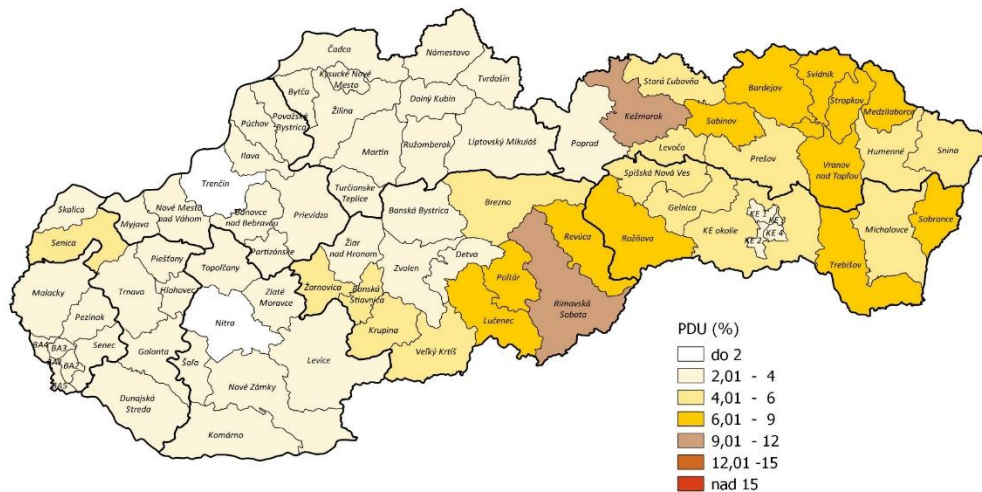 Čadca
Námestovo
Kysucké Nové
Mesto
Tvrdošín
Bytča
Dolný Kubín
Žilina
Púchov
Považská
Bystrica
Ilava
Martin
Ružomberok
Liptovský Mikuláš
Poprad
Kežmarok
Stará Ľubovňa
Sabinov
Levoča
Bardejov
Svidník
Stropkov
Medzilaborce
Prešov
Vranov
nad Topľou
Humenné
Snina
Trenčín
Turčianske
Teplice
Spišská Nová Ves
Skalica
Myjava
Nové Mesto
nad Váhom
Bánovce
nad Bebravou
Prievidza
Banská Bystrica
Brezno
Gelnica
KE 1
KE 3
KE 2
KE 4
KE okolie
Michalovce
Sobrance
Senica
Piešťany
Topoľčany
Partizánske
Žiar
nad Hronom
Zvolen
Detva
Revúca
Rožňava
Trebišov
Malacky
Trnava
Hlohovec
Zlaté
Moravce
Žarnovica
Banská
Štiavnica
Poltár
Rimavská
Sobota
Pezinok
Nitra
Krupina
Lučenec
Veľký Krtíš
BA4
BA3
BA2
BA5
Senec
Galanta
Šaľa
Levice
Dunajská
Streda
Nové Zámky
Komárno
PDU (%)
do 2
2,01 - 4
4,01 - 6
6,01 - 9
9,01 - 12
12,01 -15
nad 15